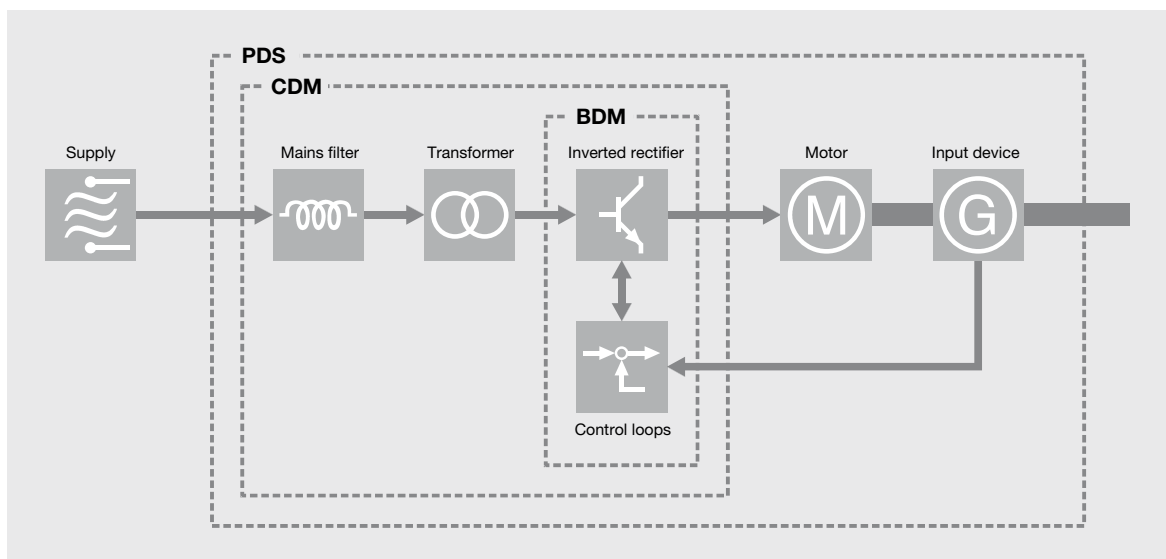 PDS
CDM
BDM
Supply
Mains filter
Transformer
Inverted rectifier
Motor
Input device
M
G
Control loops